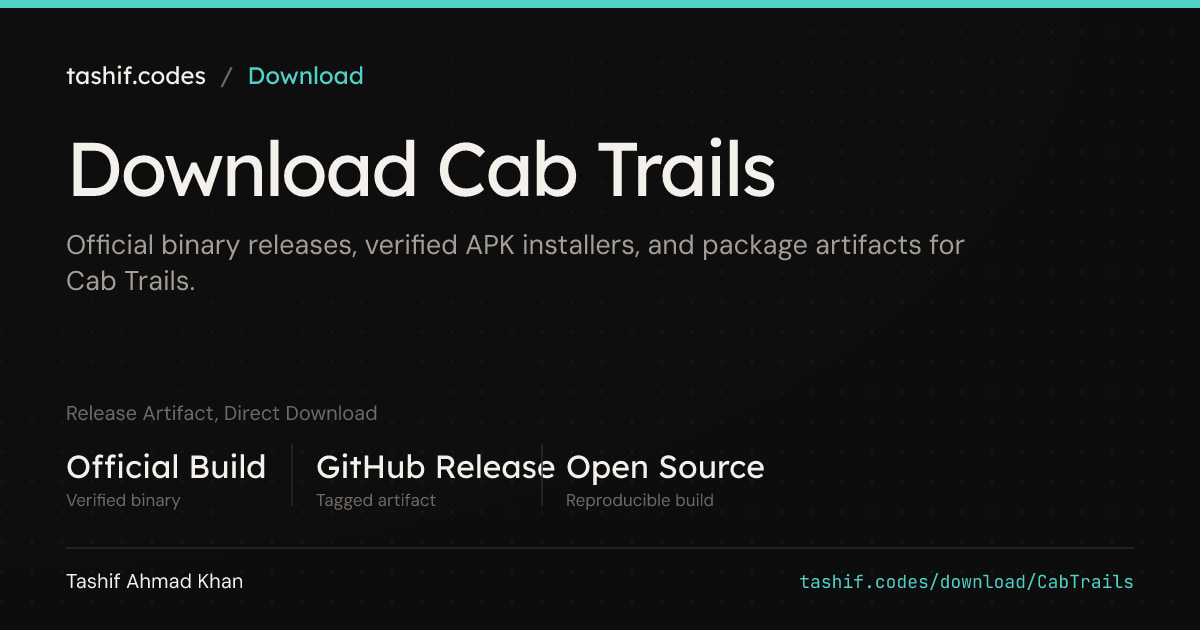 tashif.codes / Download
Download Cab Trails
Official binary releases, verified APK installers, and package artifacts for
Cab Trails.
Release Artifact, Direct Download
Official Build GitHub Release Open Source
Verified binary Tagged artifact Reproducible build
Tashif Ahmad Khan tashif.codes/download/CabTrails